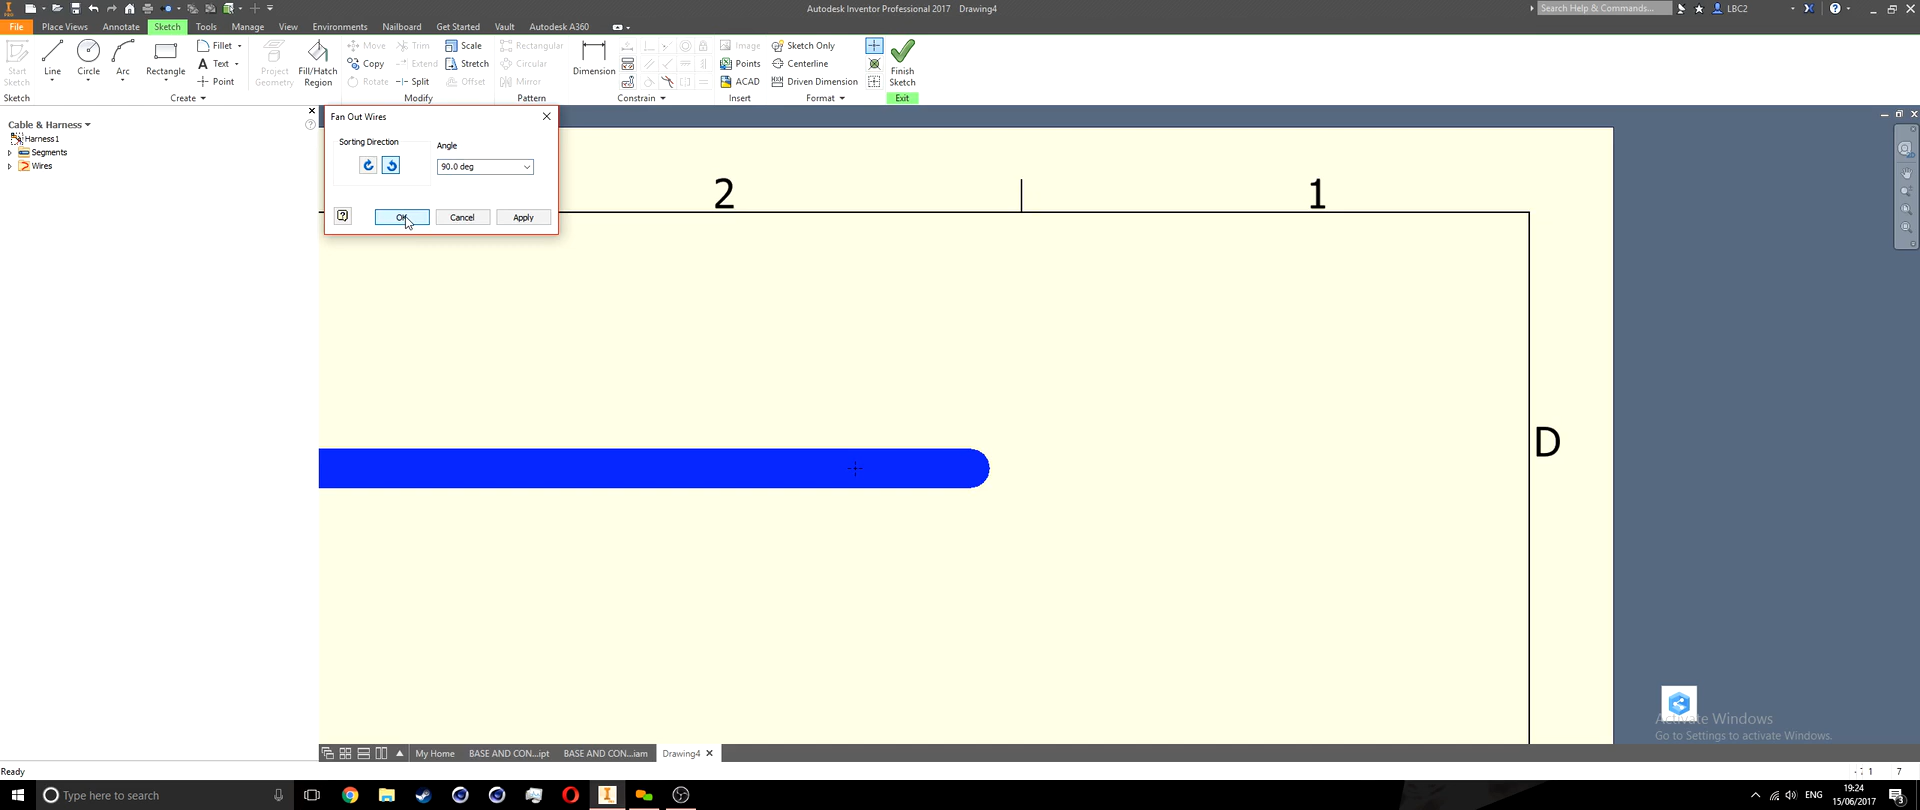 Autodesk Inventor Professional 2017 Drawing4
Search Help & Commands...
LBC2
File Place Views Annotate Sketch Tools Manage View Environments Nailboard Get Started Vault Autodesk A360
Start Sketch
Line
Circle
Arc
Rectangle
Fillet
Text
Point
Project Geometry
Fill/Hatch Region
Move Trim Scale
Copy Extend Stretch
Rotate Split Offset
Rectangular
Circular
Mirror
Dimension
Image
Points
ACAD
Sketch Only
Centerline
Driven Dimension
Finish Sketch
Sketch Create Modify Pattern Constrain Insert Format Exit
Cable & Harness
Harness1
Segments
Wires
Fan Out Wires
Sorting Direction
Angle
90.0 deg
OK Cancel Apply
2 1
D
Activate Windows
Go to Settings to activate Windows.
My Home BASE AND CON...ipt BASE AND CON...iam Drawing4
Ready
1 7
Type here to search
ENG
19:24
15/06/2017
3